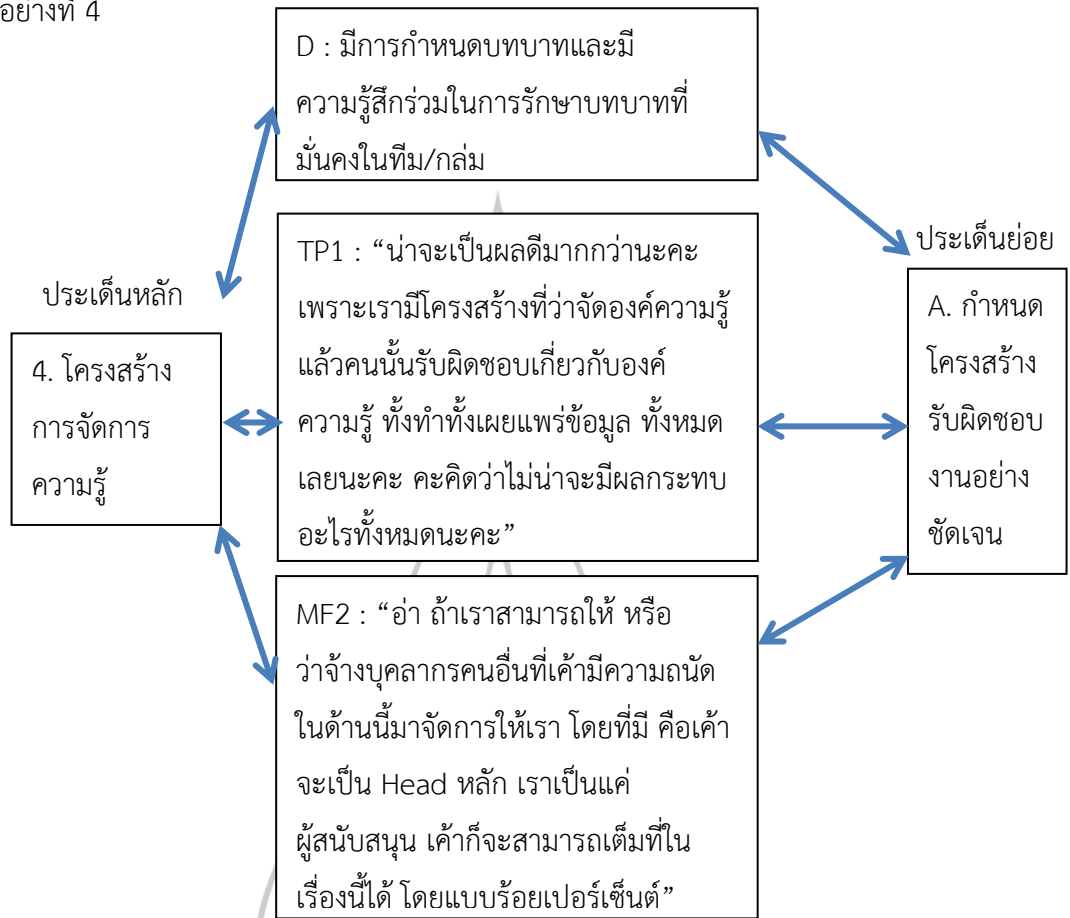 อย่างที่ 4
D : มีการกำหนดบทบาทและมี
ความรู้สึกร่วมในการรักษาบทบาทที่
มั่นคงในทีม/กลุ่ม
ประเด็นหลัก
4. โครงสร้าง
การจัดการ
ความรู้
TP1 : “น่าจะเป็นผลดีมากกว่านะคะ
เพราะเรามีโครงสร้างที่ว่าจัดองค์ความรู้
แล้วคนนั้นรับผิดชอบเกี่ยวกับองค์
ความรู้ ทั้งทำทั้งเผยแพร่ข้อมูล ทั้งหมด
เลยนะคะ คะคิดว่าไม่น่าจะมีผลกระทบ
อะไรทั้งหมดนะคะ”
ประเด็นย่อย
A. กำหนด
โครงสร้าง
รับผิดชอบ
งานอย่าง
ชัดเจน
MF2 : “อ่า ถ้าเราสามารถให้ หรือ
ว่าจ้างบุคลากรคนอื่นที่เค้ามีความถนัด
ในด้านนี้มาจัดการให้เรา โดยที่มี คือเค้า
จะเป็น Head หลัก เราเป็นแค่
ผู้สนับสนุน เค้าก็จะสามารถเต็มที่ใน
เรื่องนี้ได้ โดยแบบร้อยเปอร์เซ็นต์”